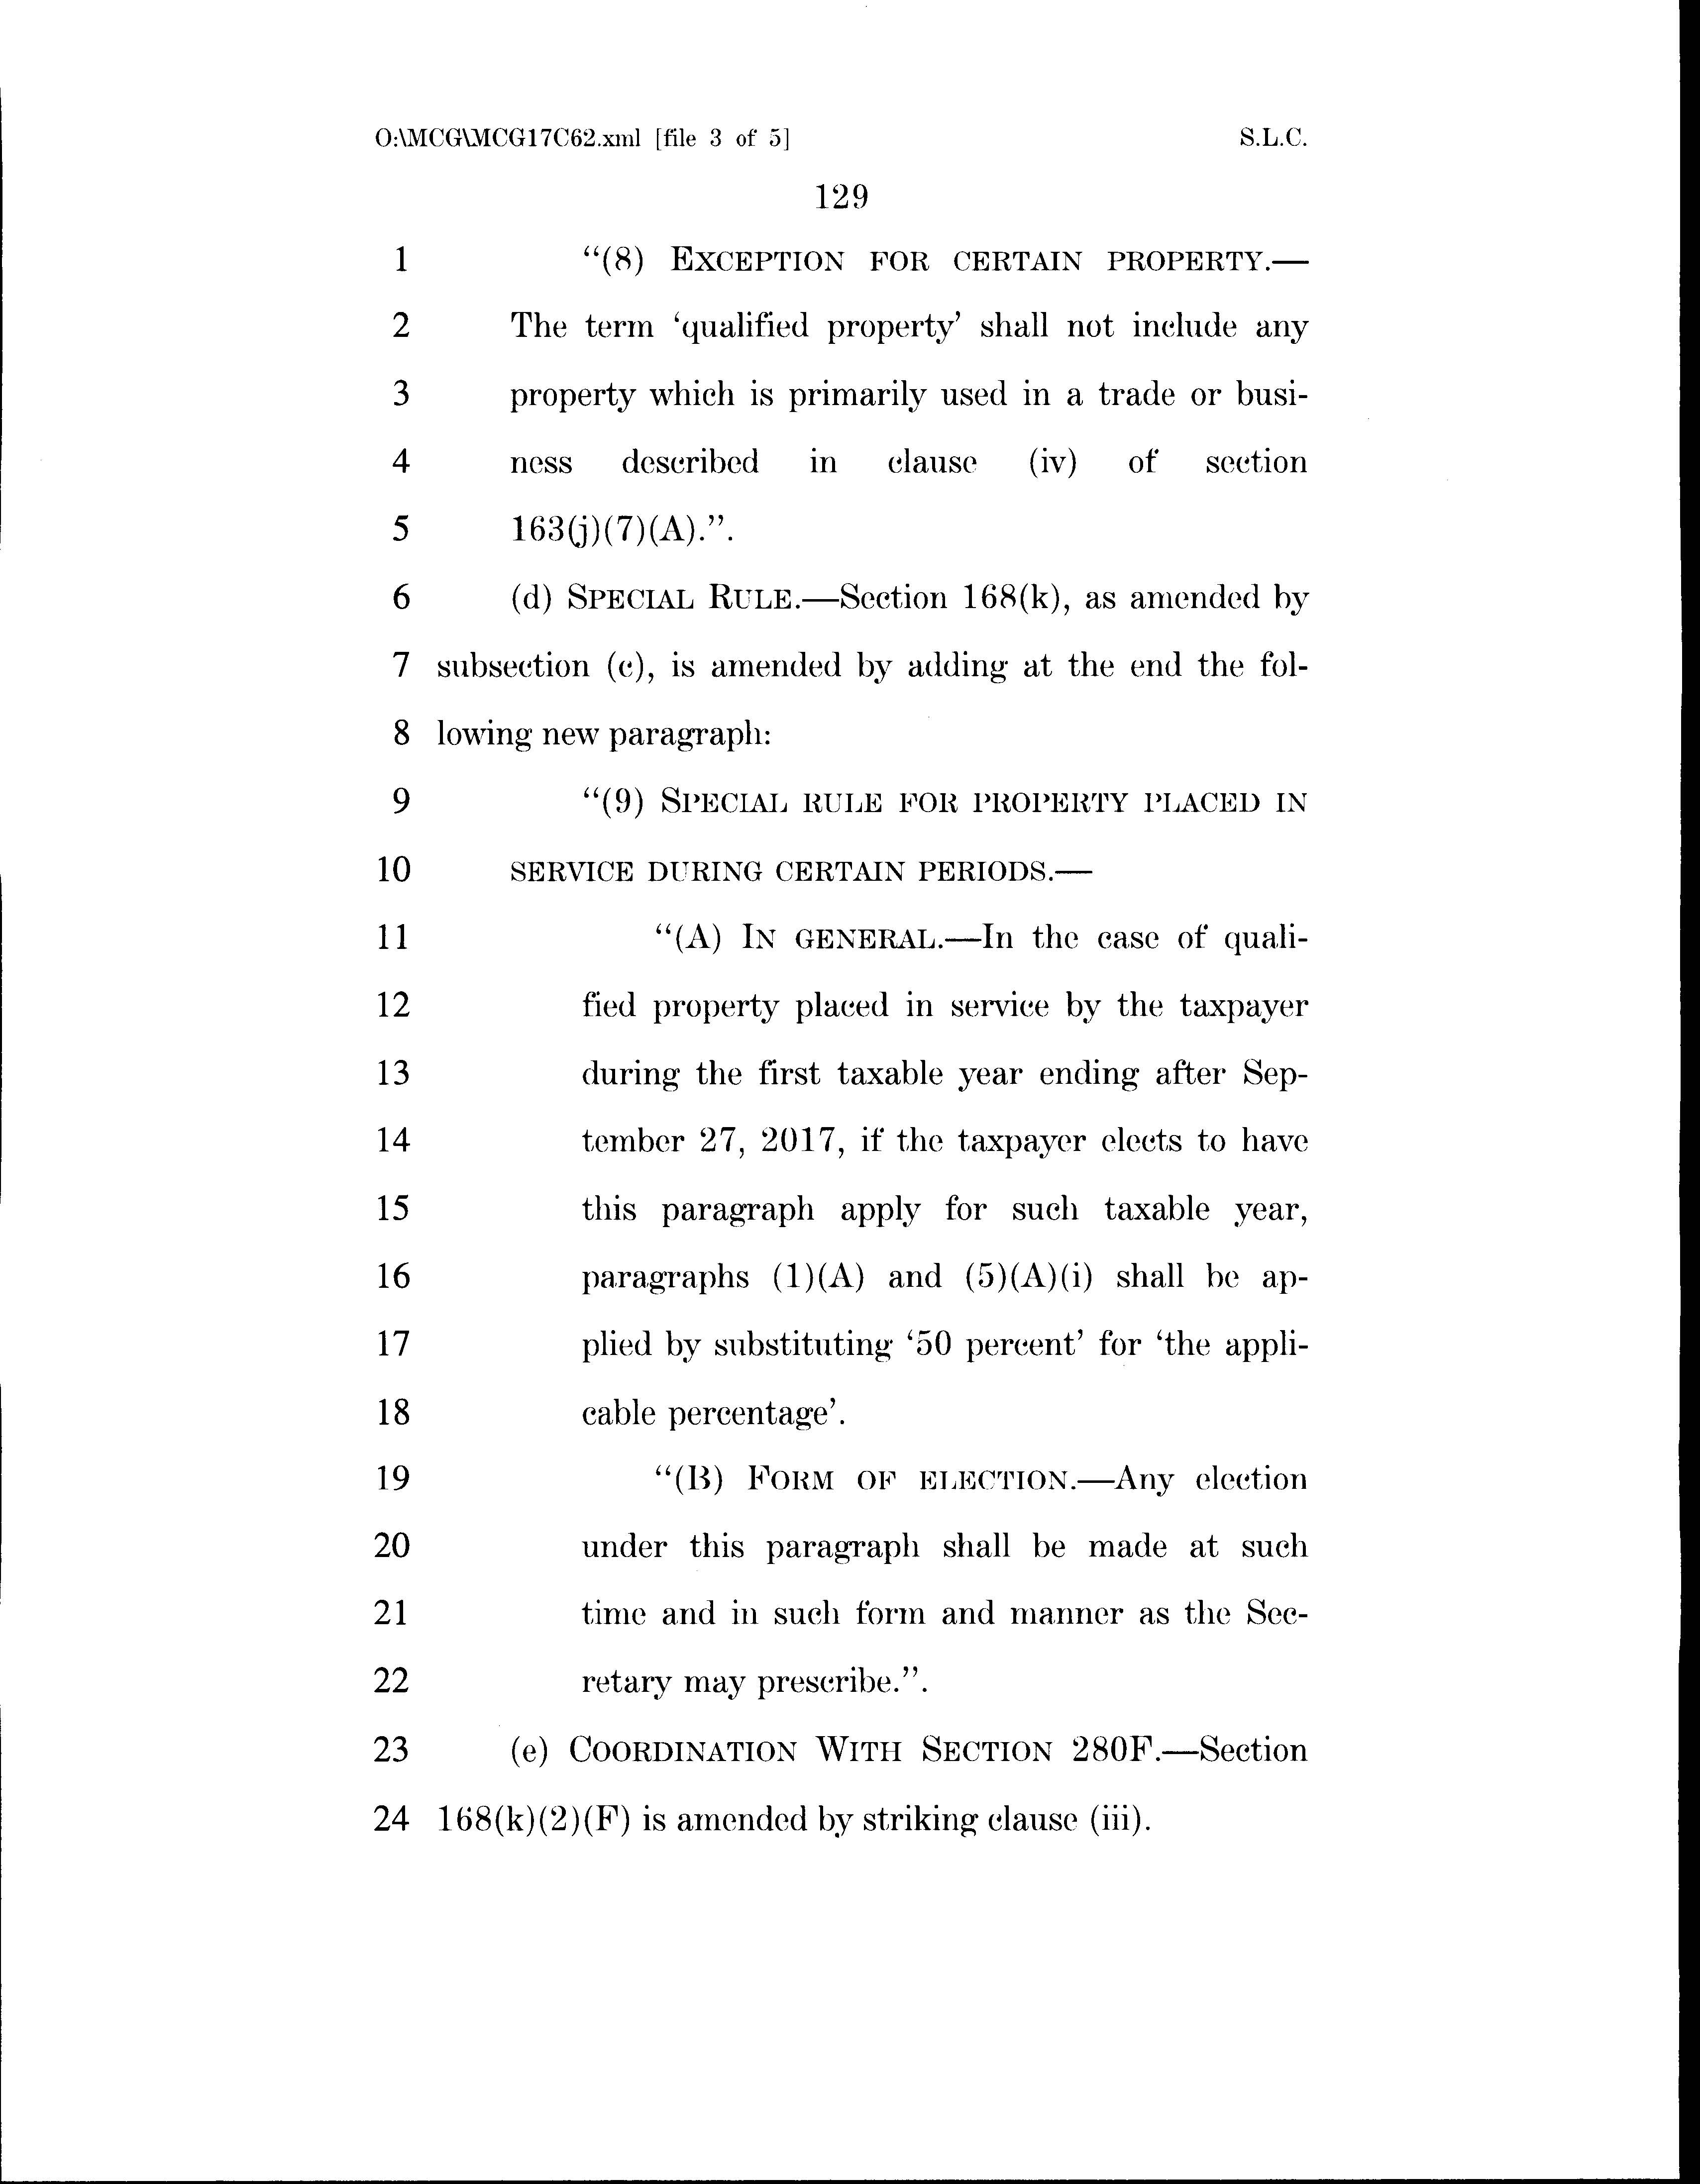 O:\MCG\MCG17C62.xml [file 3 of 5] S.L.C.
129
1 “(8) EXCEPTION FOR CERTAIN PROPERTY.—
2 The term ‘qualified property’ shall not include any
3 property which is primarily used in a trade or busi-
4 ness described in clause (iv) of section
5 163(j)(7)(A).”.
6 (d) SPECIAL RULE.—Section 168(k), as amended by
7 subsection (c), is amended by adding at the end the fol-
8 lowing new paragraph:
9 “(9) SPECIAL RULE FOR PROPERTY PLACED IN
10 SERVICE DURING CERTAIN PERIODS.—
11 “(A) IN GENERAL.—In the case of quali-
12 fied property placed in service by the taxpayer
13 during the first taxable year ending after Sep-
14 tember 27, 2017, if the taxpayer elects to have
15 this paragraph apply for such taxable year,
16 paragraphs (1)(A) and (5)(A)(i) shall be ap-
17 plied by substituting ‘50 percent’ for ‘the appli-
18 cable percentage’.
19 “(B) FORM OF ELECTION.—Any election
20 under this paragraph shall be made at such
21 time and in such form and manner as the Sec-
22 retary may prescribe.”.
23 (e) COORDINATION WITH SECTION 280F.—Section
24 168(k)(2)(F) is amended by striking clause (iii).